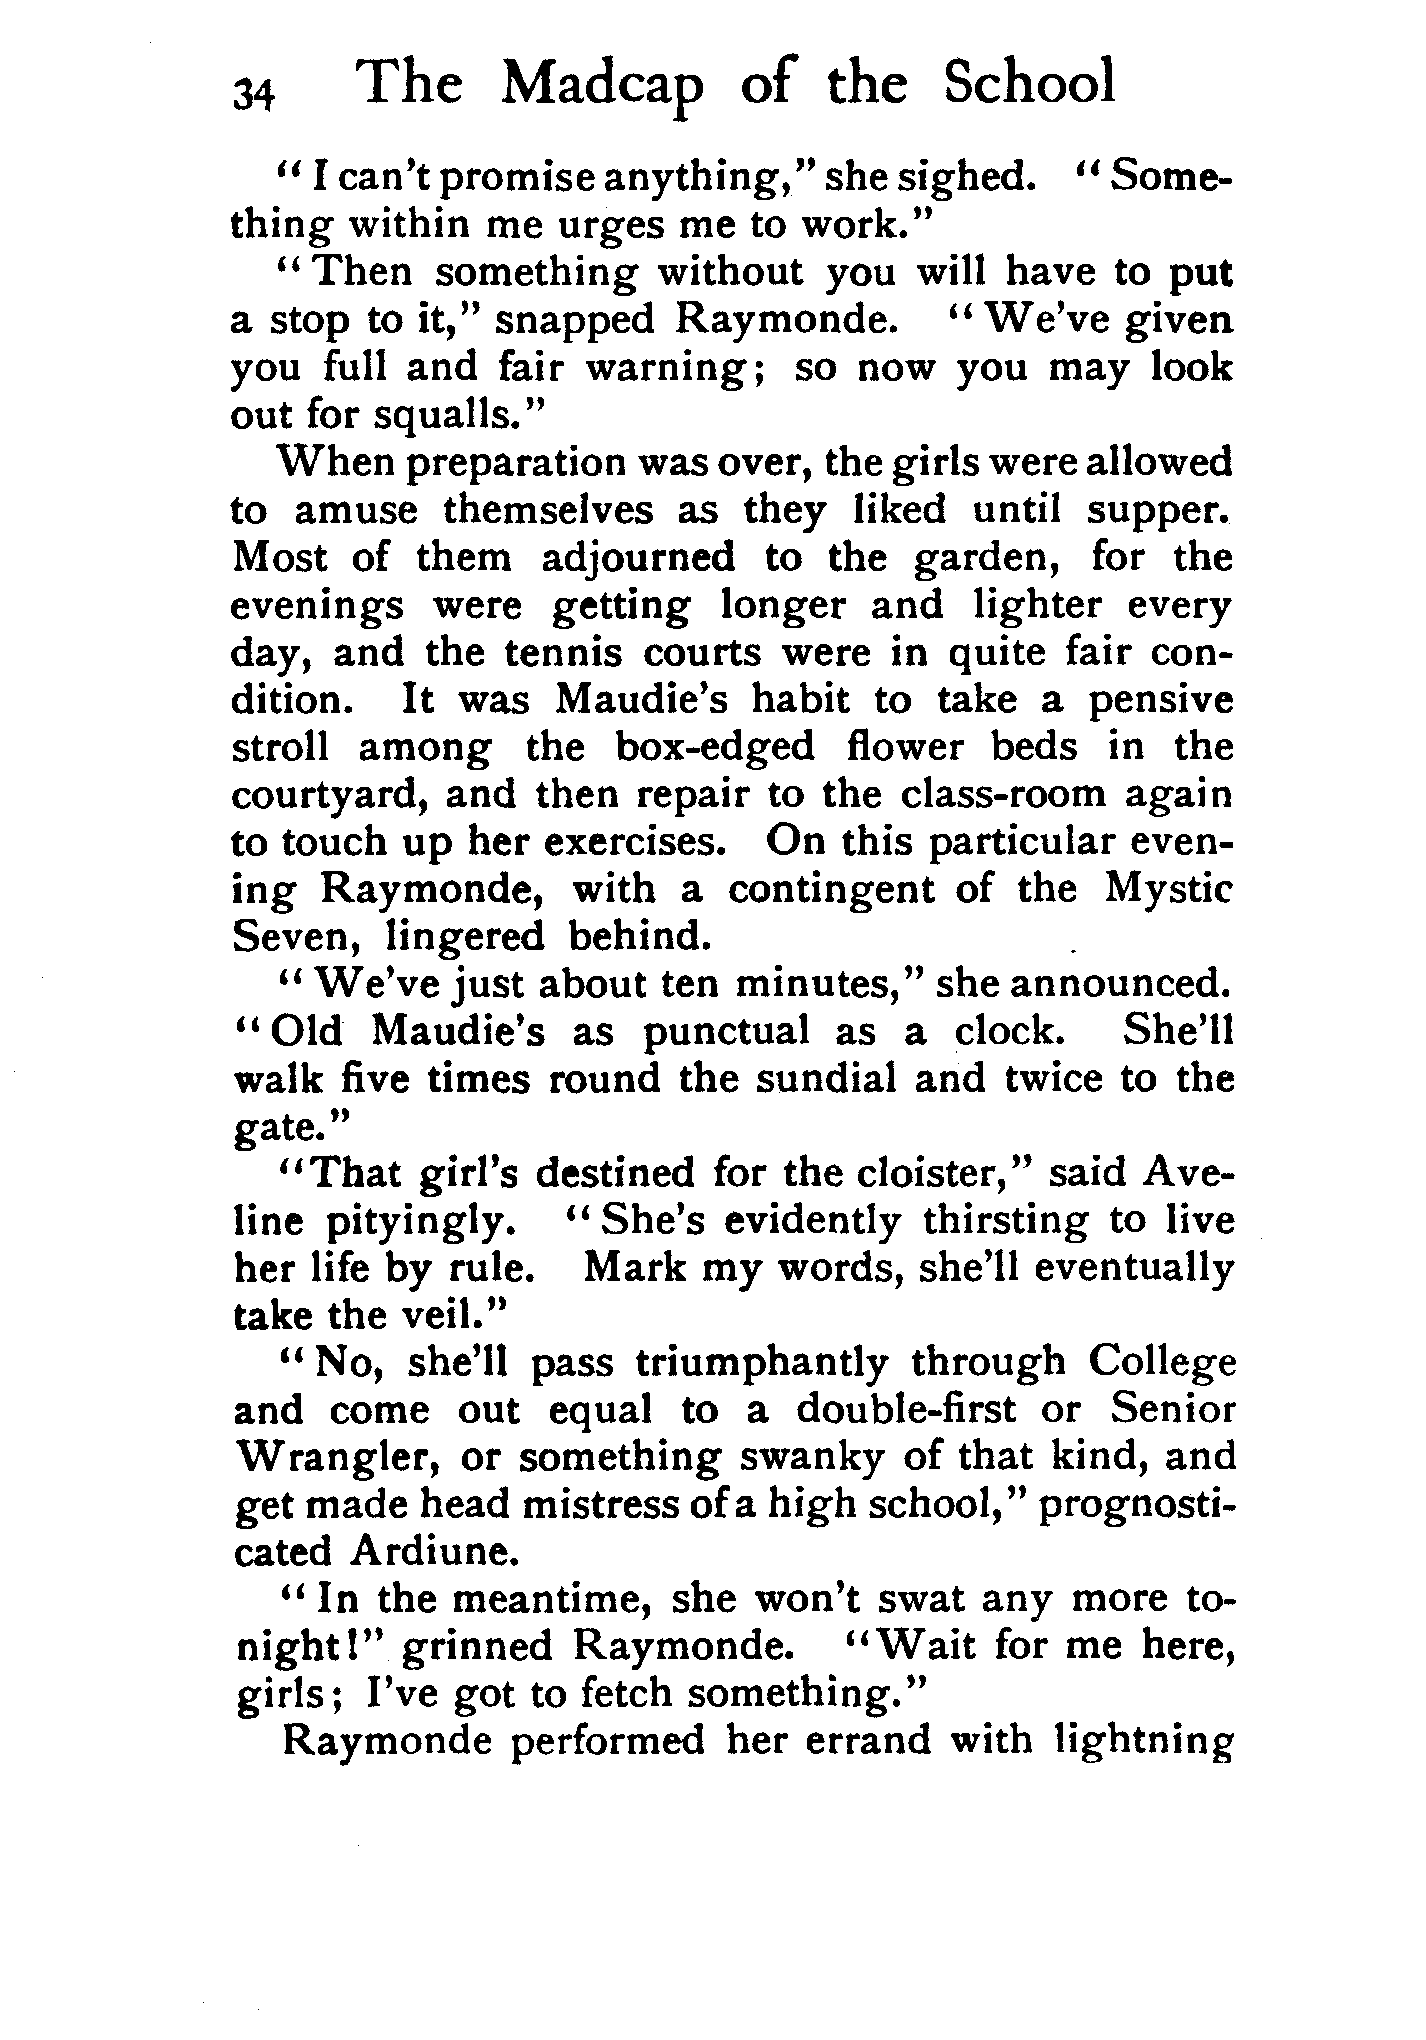 34 The Madcap of the School
"I can't promise anything," she sighed. "Some-
thing within me urges me to work."
"Then something without you will have to put
a stop to it," snapped Raymonde. "We've given
you full and fair warning; so now you may look
out for squalls."
When preparation was over, the girls were allowed
to amuse themselves as they liked until supper.
Most of them adjourned to the garden, for the
evenings were getting longer and lighter every
day, and the tennis courts were in quite fair con-
dition. It was Maudie's habit to take a pensive
stroll among the box-edged flower beds in the
courtyard, and then repair to the class-room again
to touch up her exercises. On this particular even-
ing Raymonde, with a contingent of the Mystic
Seven, lingered behind.
"We've just about ten minutes," she announced.
"Old Maudie's as punctual as a clock. She'll
walk five times round the sundial and twice to the
gate."
"That girl's destined for the cloister," said Ave-
line pityingly. "She's evidently thirsting to live
her life by rule. Mark my words, she'll eventually
take the veil."
"No, she'll pass triumphantly through College
and come out equal to a double-first or Senior
Wrangler, or something swanky of that kind, and
get made head mistress of a high school," prognosti-
cated Ardiune.
"In the meantime, she won't swat any more to-
night!" grinned Raymonde. "Wait for me here,
girls; I've got to fetch something."
Raymonde performed her errand with lightning